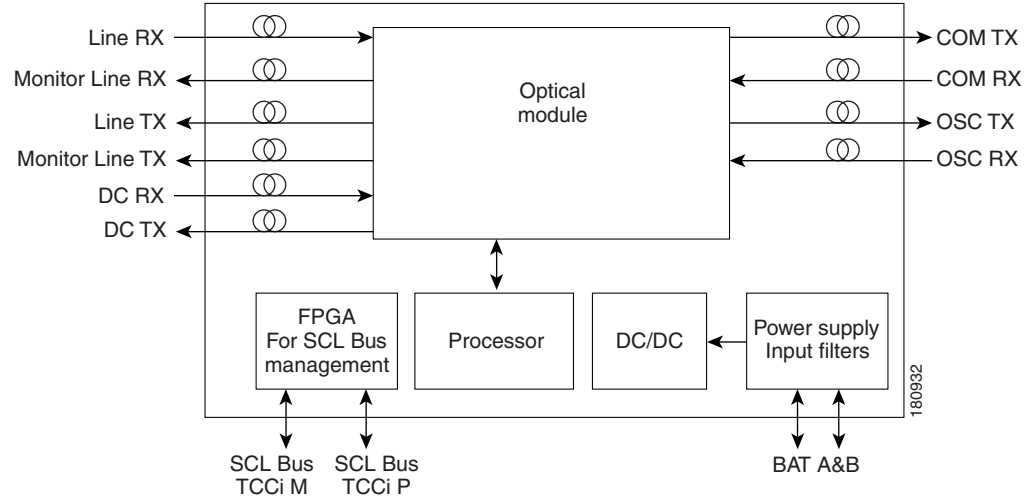 Line RX
Monitor Line RX
Line TX
Monitor Line TX
DC RX
DC TX
Optical
module
COM TX
COM RX
OSC TX
OSC RX
FPGA
For SCL Bus
management
Processor
DC/DC
Power supply
Input filters
180932
SCL Bus
TCCi M
SCL Bus
TCCi P
BAT A&B